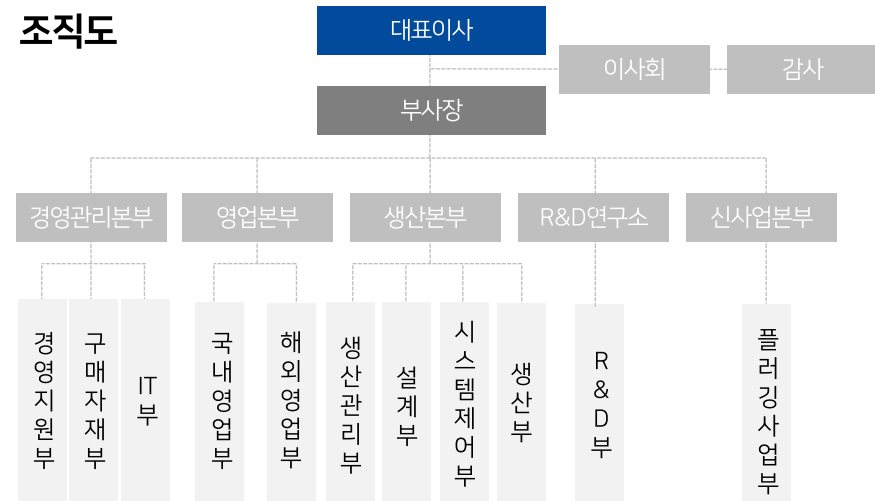 조직도
대표이사
이사회
감사
부사장
경영관리본부
영업본부
생산본부
R&D연구소
신사업본부
경영지원부
구매자재부
IT부
국내영업부
해외영업부
생산관리부
설계부
시스템제어부
생산부
R&D부
플러깅사업부